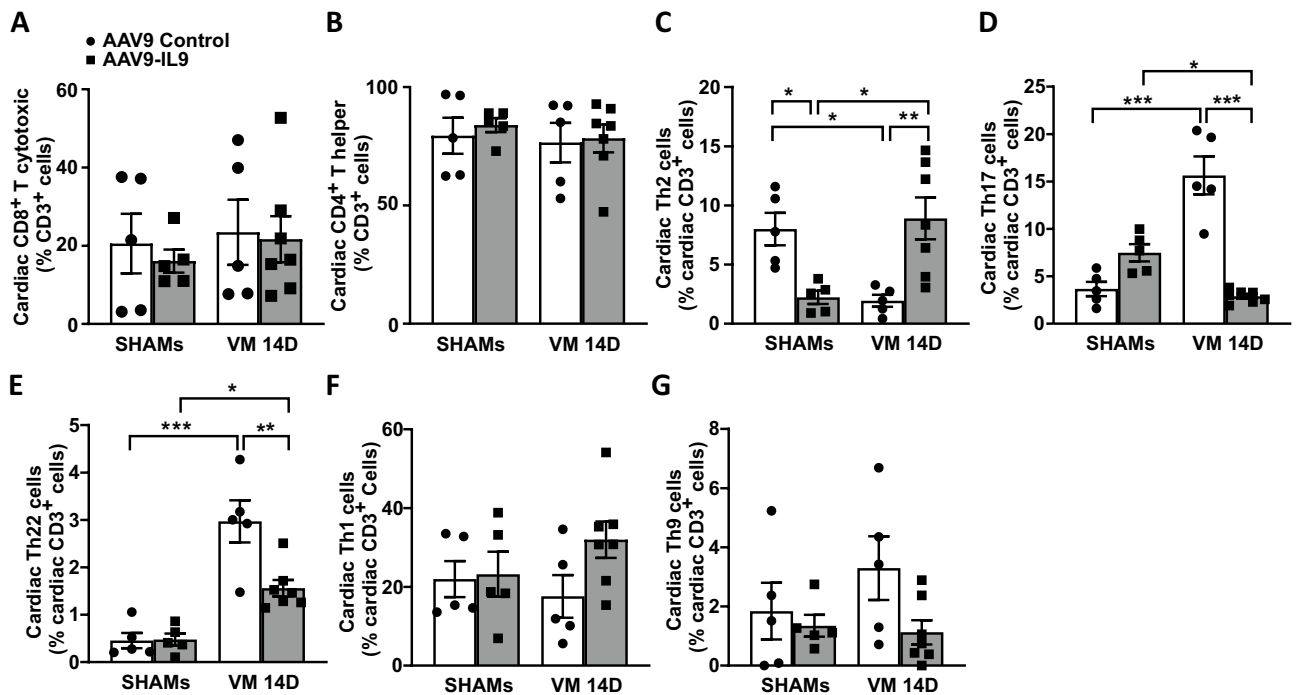 A
● AAV9 Control
■ AAV9-IL9
Cardiac CD8+ T cytotoxic
(% CD3+ cells)
60
40
20
0
SHAMs VM 14D
B
Cardiac CD4+ T helper
(% CD3+ cells)
100
50
0
SHAMs VM 14D
C
Cardiac Th2 cells
(% cardiac CD3+ cells)
20
15
10
5
0
* *
* **
SHAMs VM 14D
D
Cardiac Th17 cells
(% cardiac CD3+ cells)
25
20
15
10
5
0
*
*** ***
SHAMs VM 14D
E
Cardiac Th22 cells
(% cardiac CD3+ cells)
5
4
3
2
1
0
*
*** **
SHAMs VM 14D
F
Cardiac Th1 cells
(% cardiac CD3+ Cells)
60
40
20
0
SHAMs VM 14D
G
Cardiac Th9 cells
(% cardiac CD3+ cells)
8
6
4
2
0
SHAMs VM 14D